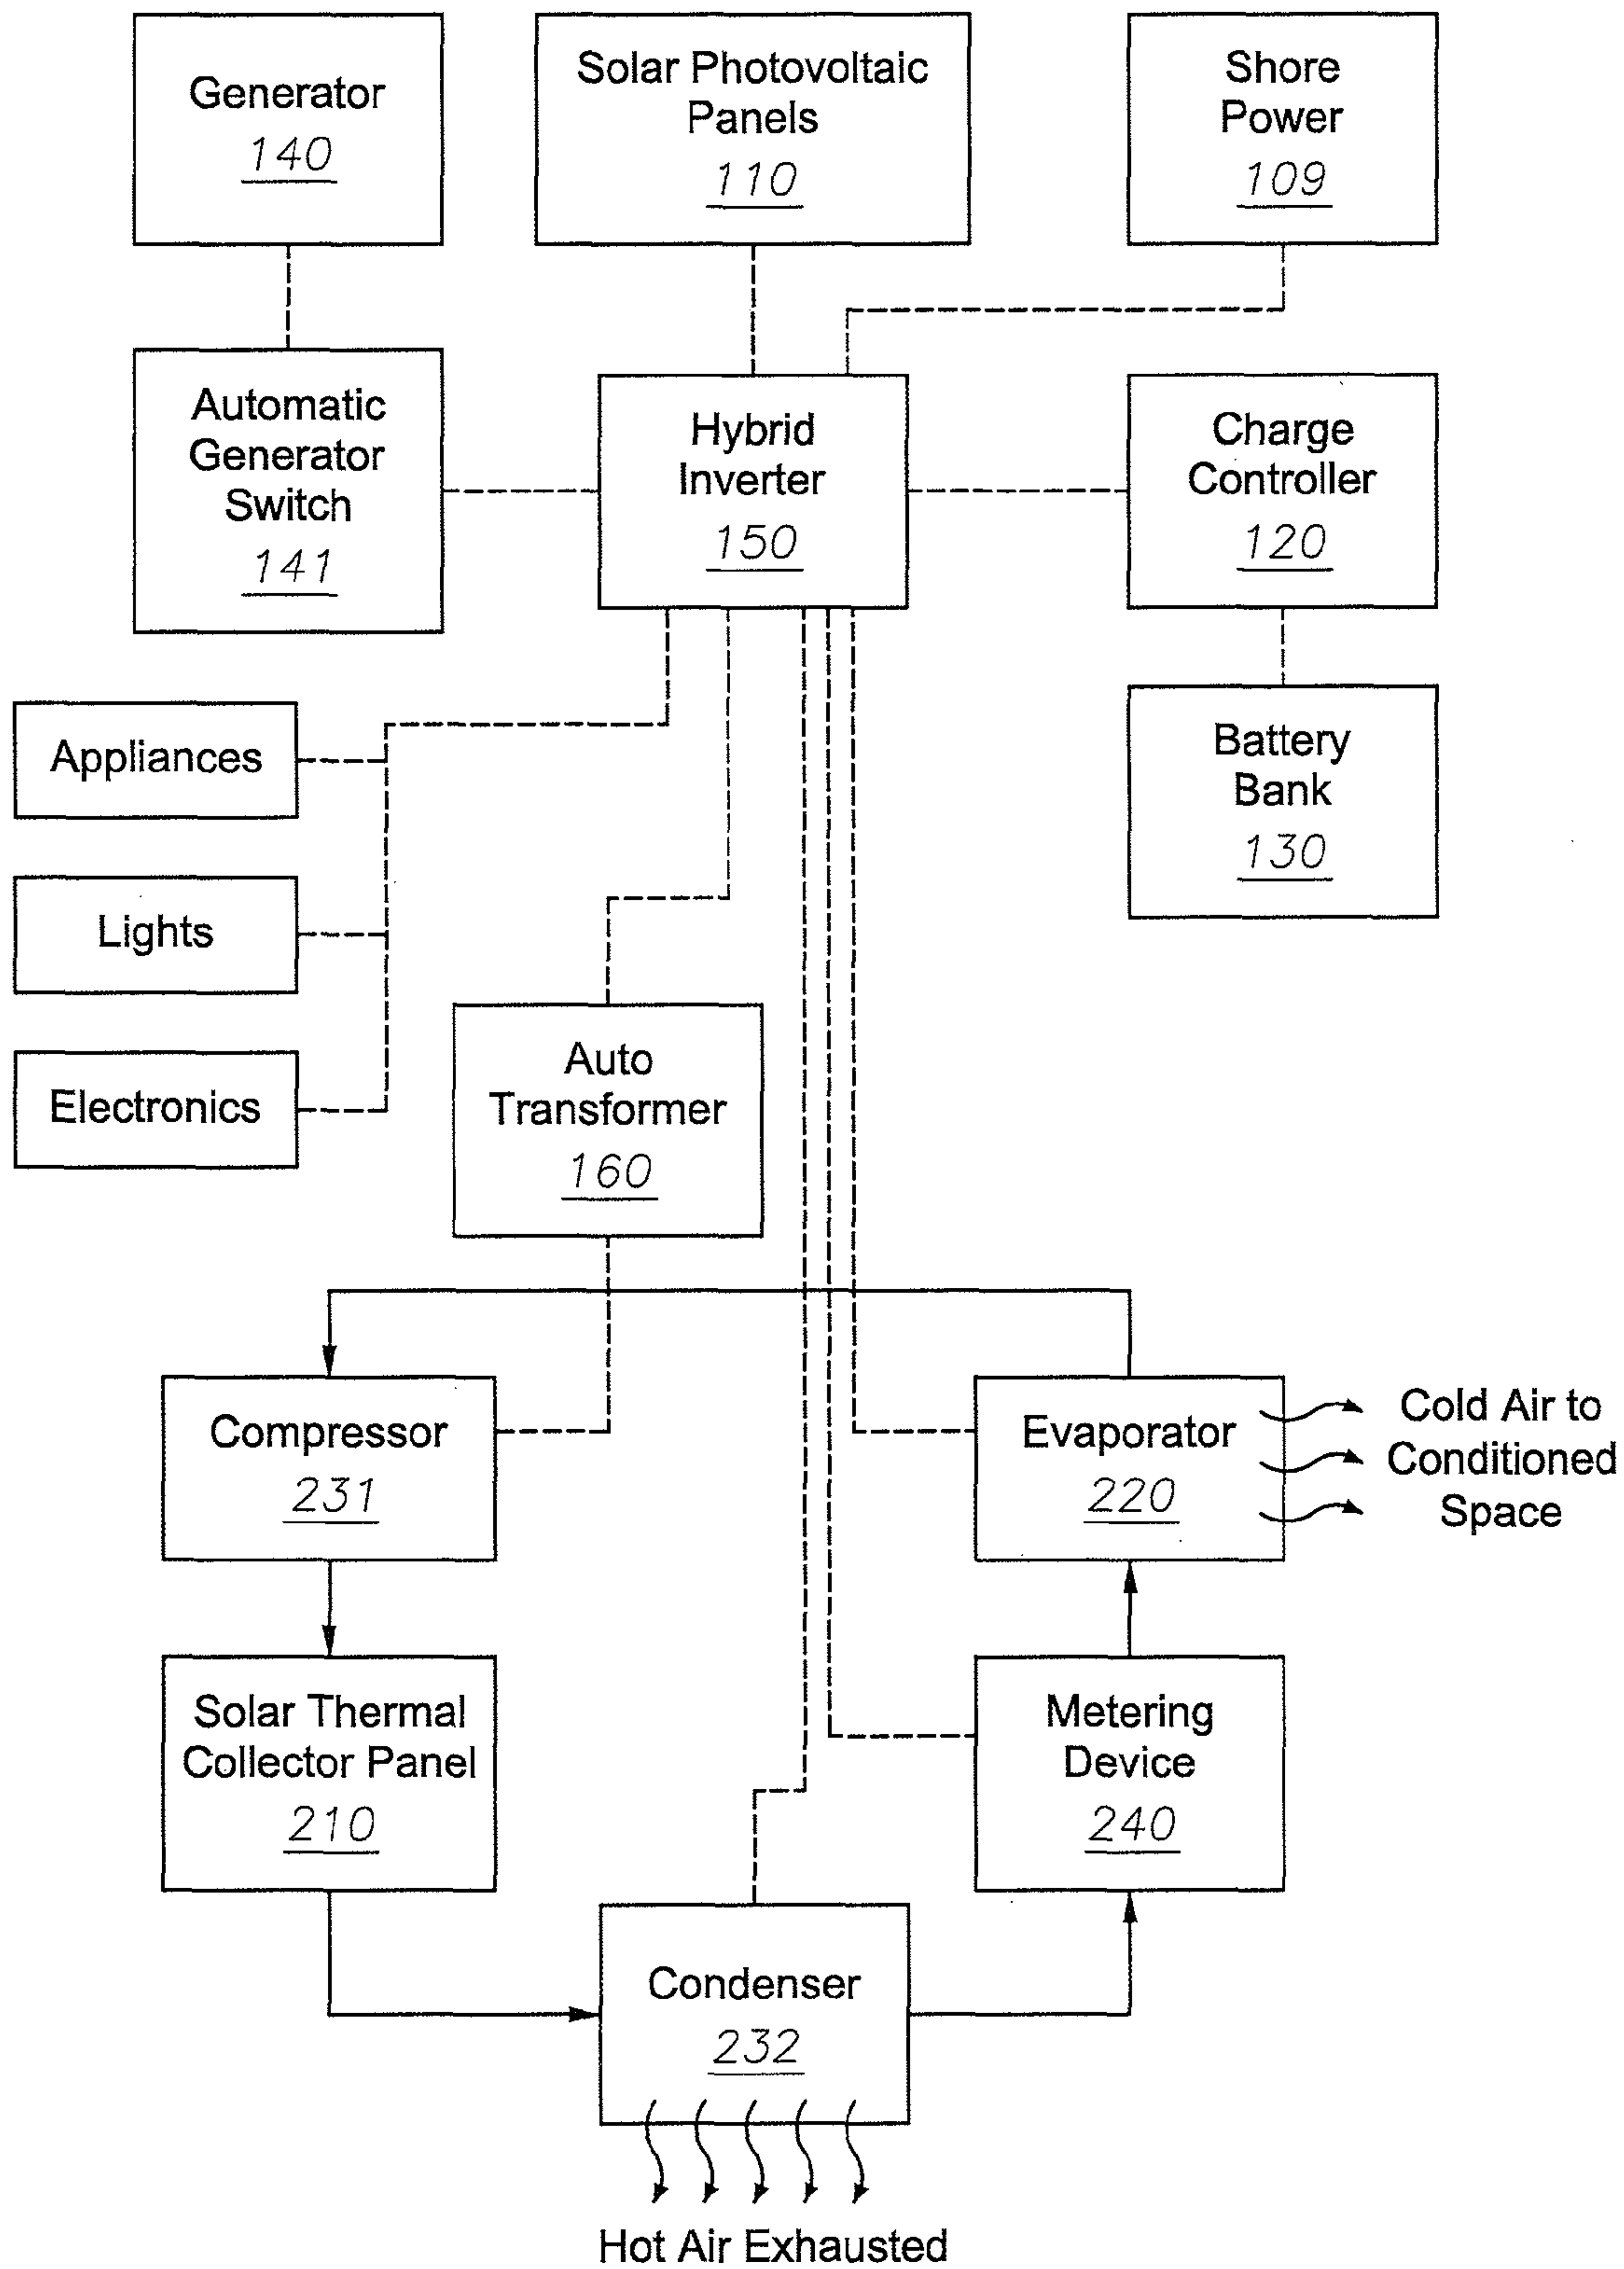 Generator
140
Solar Photovoltaic
Panels
110
Shore
Power
109
Automatic
Generator
Switch
141
Hybrid
Inverter
150
Charge
Controller
120
Appliances
Battery
Bank
130
Lights
Electronics
Auto
Transformer
160
Compressor
231
Evaporator
220
Cold Air to
Conditioned
Space
Solar Thermal
Collector Panel
210
Metering
Device
240
Condenser
232
Hot Air Exhausted